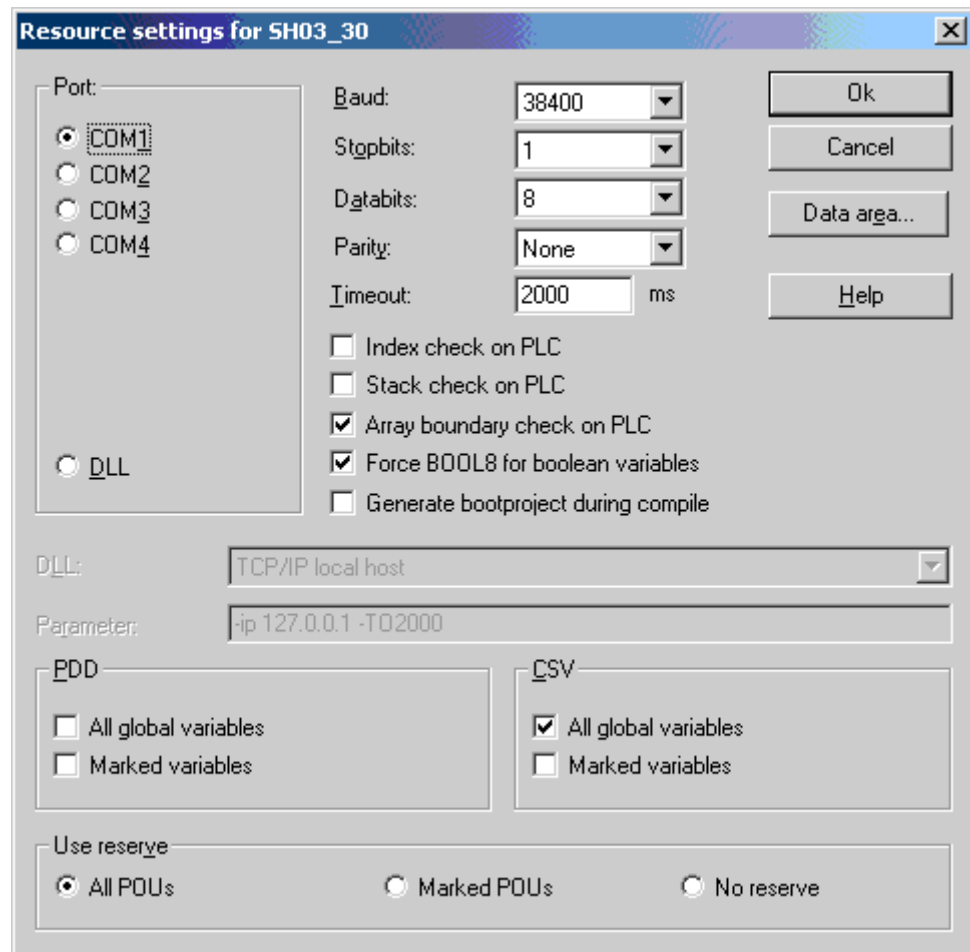 Resource settings for SH03_30
Port:
COM1
COM2
COM3
COM4
DLL
Baud: 38400
Stopbits: 1
Databits: 8
Parity: None
Timeout: 2000 ms
Index check on PLC
Stack check on PLC
Array boundary check on PLC
Force BOOL8 for boolean variables
Generate bootproject during compile
Ok
Cancel
Data area...
Help
DLL: TCP/IP local host
Parameter: -ip 127.0.0.1 -TO2000
PDD
All global variables
Marked variables
CSV
All global variables
Marked variables
Use reserve
All POUs Marked POUs No reserve